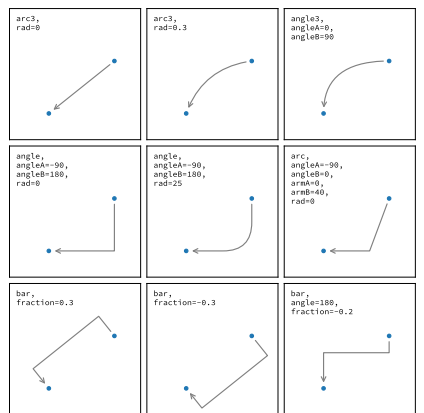 arc3,
rad=0
arc3,
rad=0.3
angle3,
angleA=0,
angleB=90
angle,
angleA=−90,
angleB=180,
rad=0
angle,
angleA=−90,
angleB=180,
rad=25
arc,
angleA=−90,
angleB=0,
armA=0,
armB=40,
rad=0
bar,
fraction=0.3
bar,
fraction=−0.3
bar,
angle=180,
fraction=−0.2